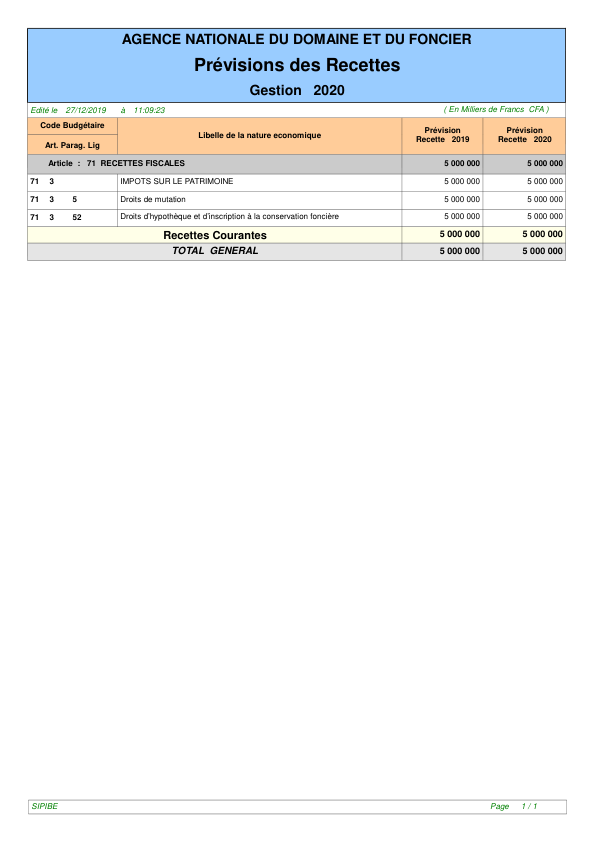 AGENCE NATIONALE DU DOMAINE ET DU FONCIER
Prévisions des Recettes
Gestion 2020
Edité le 27/12/2019 à 11:09:23 ( En Milliers de Francs CFA )
Code Budgétaire
Art. Parag. Lig
Libelle de la nature economique
Prévision Recette 2019
Prévision Recette 2020
Article : 71 RECETTES FISCALES 5 000 000 5 000 000
71 3 IMPOTS SUR LE PATRIMOINE 5 000 000 5 000 000
71 3 5 Droits de mutation 5 000 000 5 000 000
71 3 52 Droits d'hypothèque et d'inscription à la conservation foncière 5 000 000 5 000 000
Recettes Courantes 5 000 000 5 000 000
TOTAL GENERAL 5 000 000 5 000 000
SIPIBE Page 1 / 1